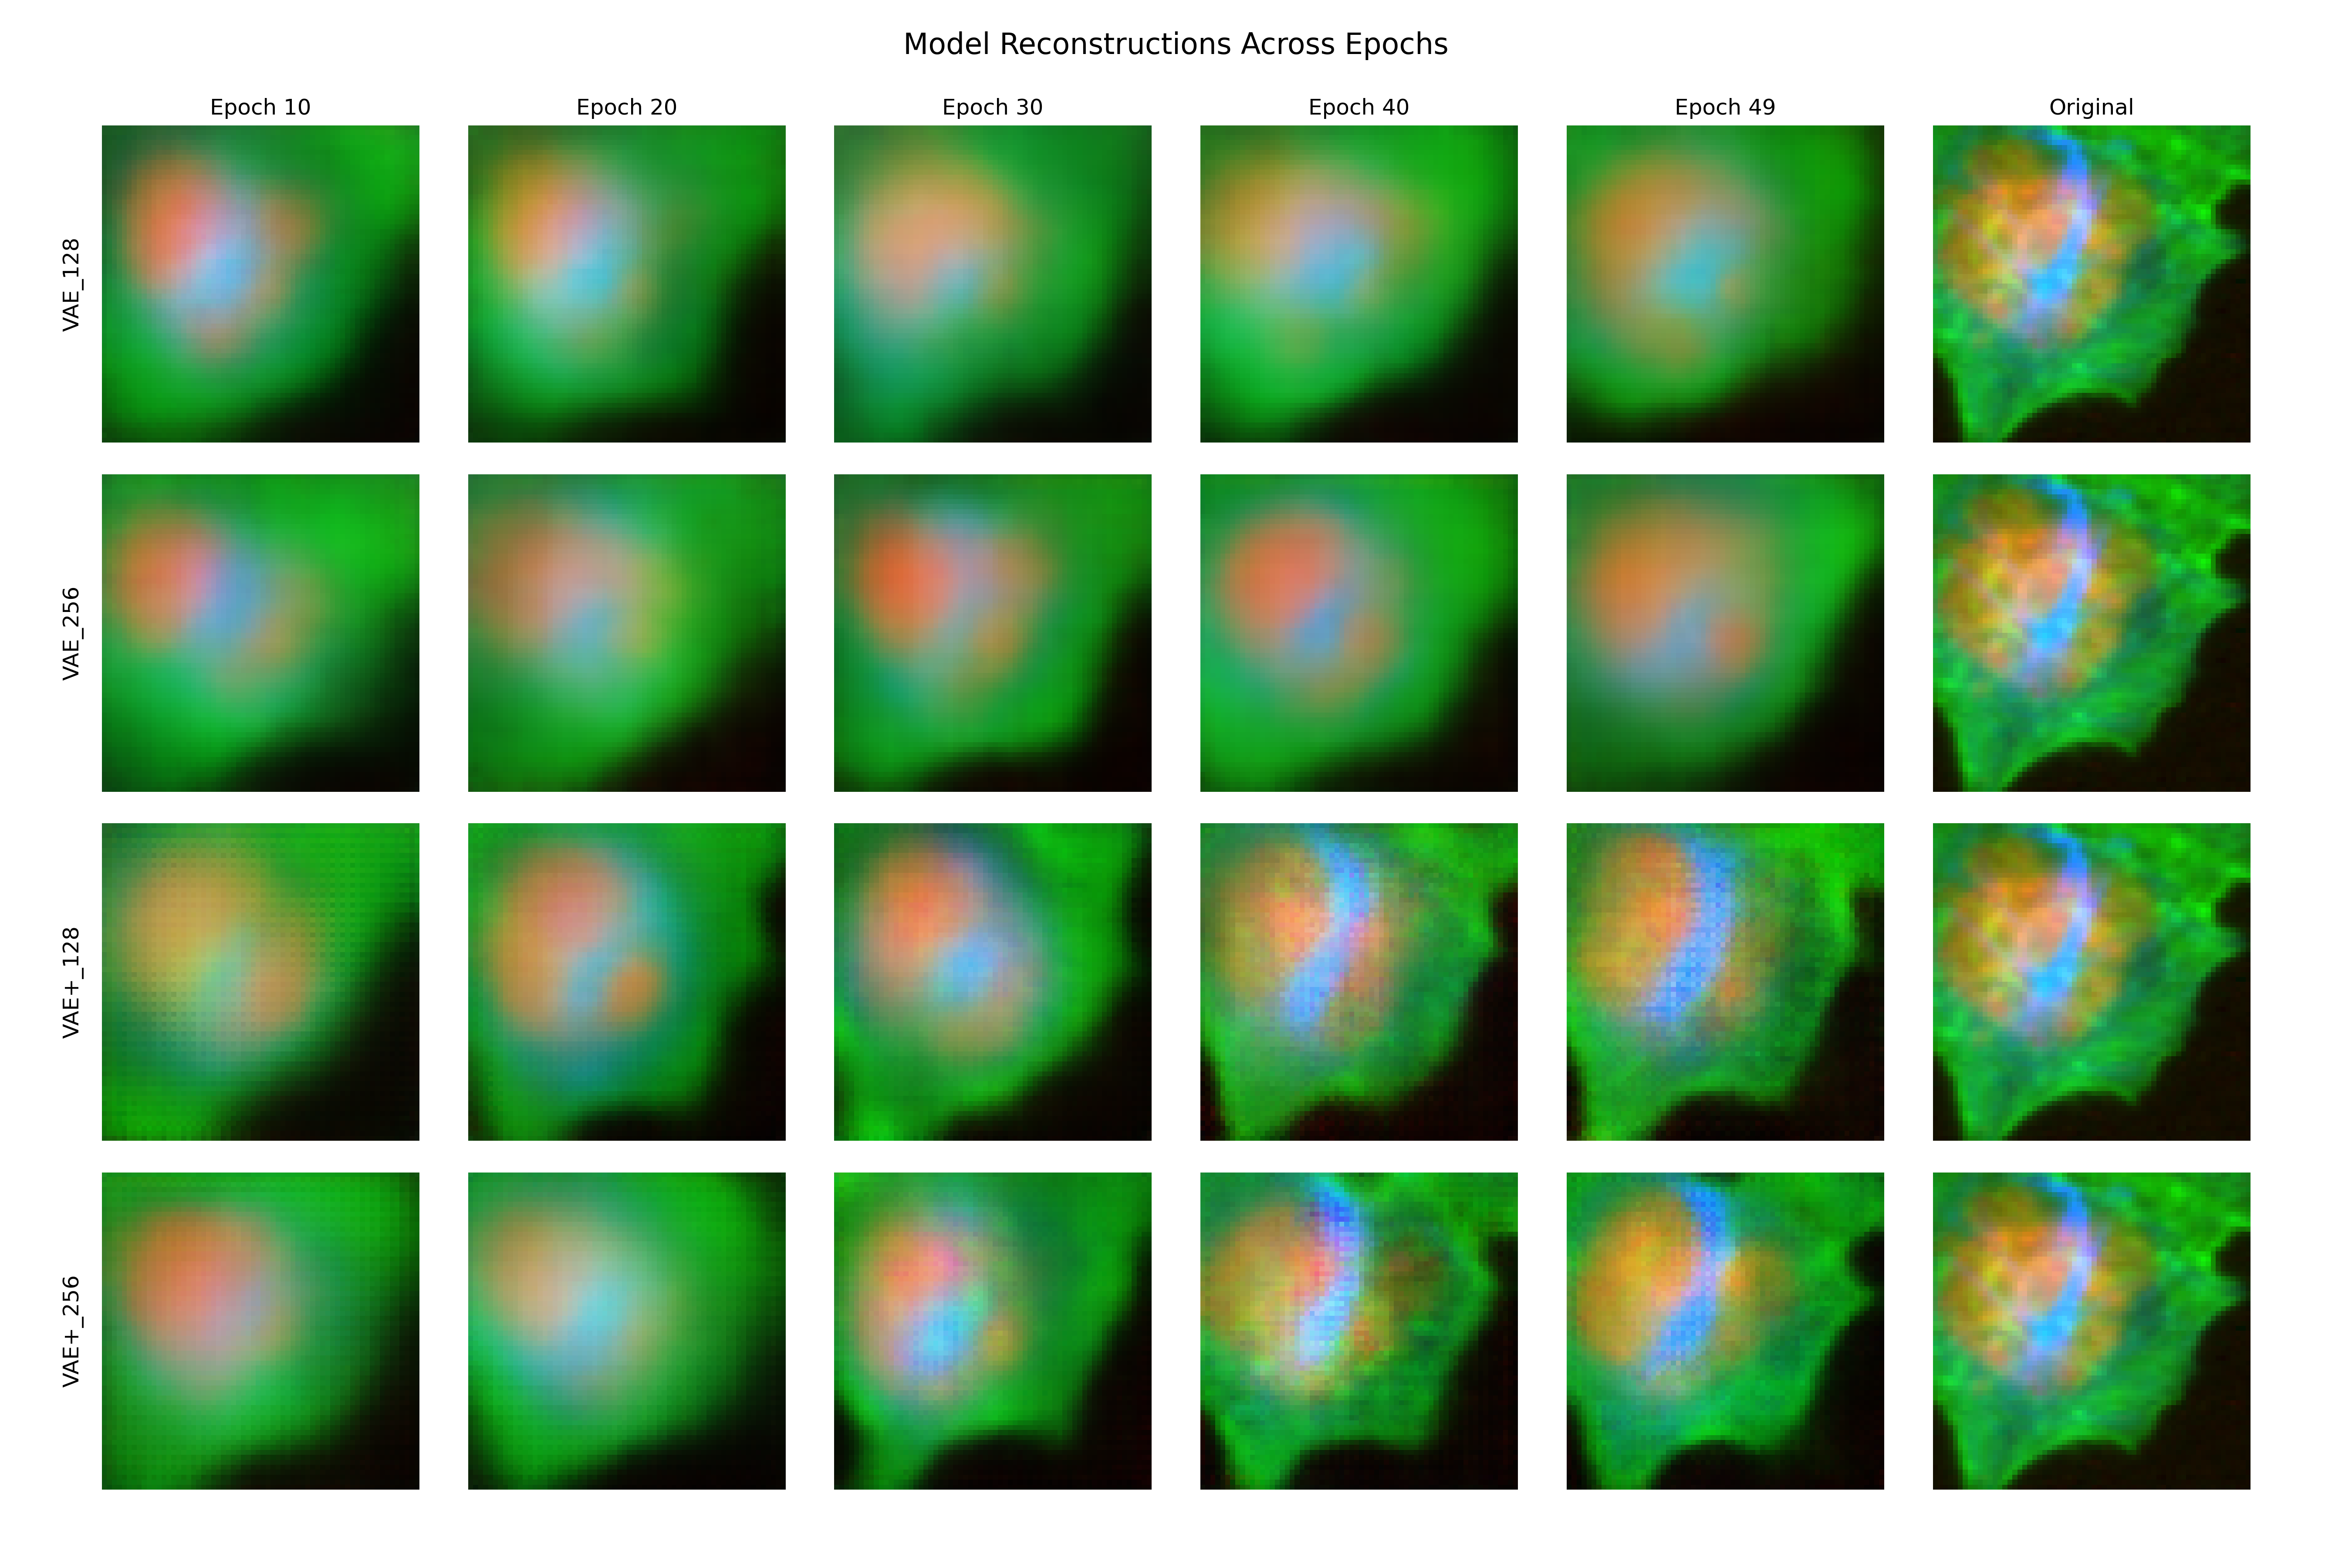 Model Reconstructions Across Epochs
Epoch 10 Epoch 20 Epoch 30 Epoch 40 Epoch 49 Original
VAE_128
VAE_256
VAE+_128
VAE+_256